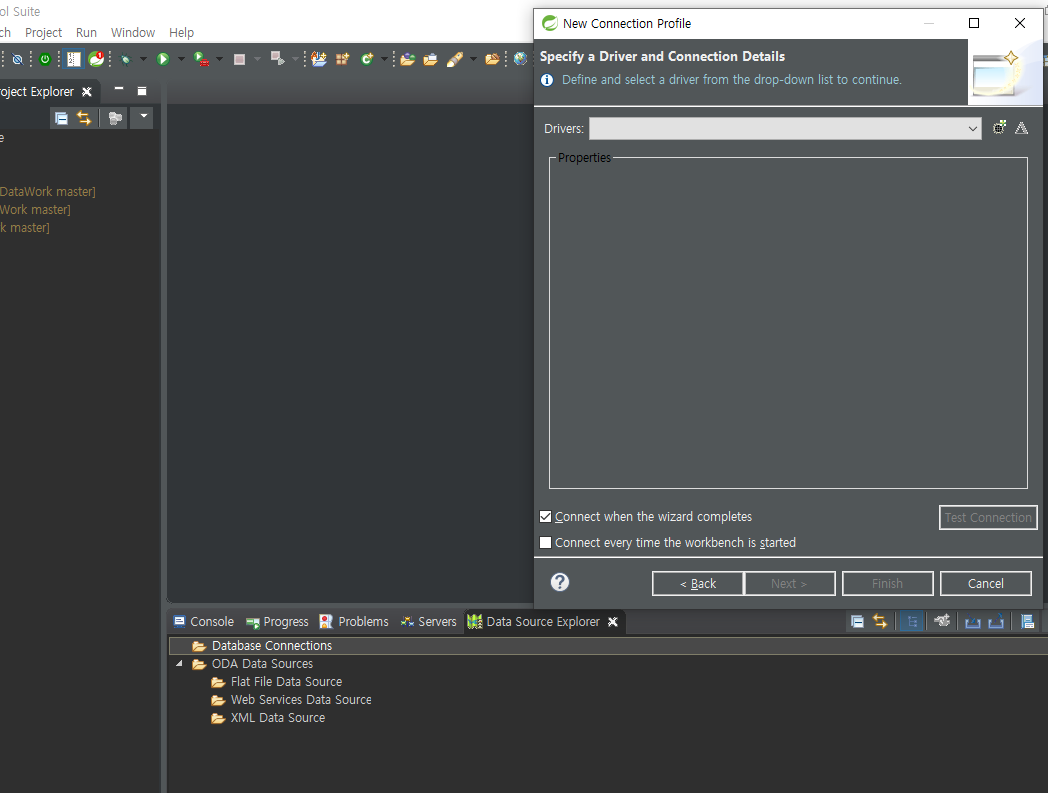 ol Suite
ch Project Run Window Help
oject Explorer
e
DataWork master]
Work master]
k master]
New Connection Profile
Specify a Driver and Connection Details
Define and select a driver from the drop-down list to continue.
Drivers:
Properties
Connect when the wizard completes
Test Connection
Connect every time the workbench is started
< Back
Next >
Finish
Cancel
Console Progress Problems Servers Data Source Explorer
Database Connections
ODA Data Sources
Flat File Data Source
Web Services Data Source
XML Data Source